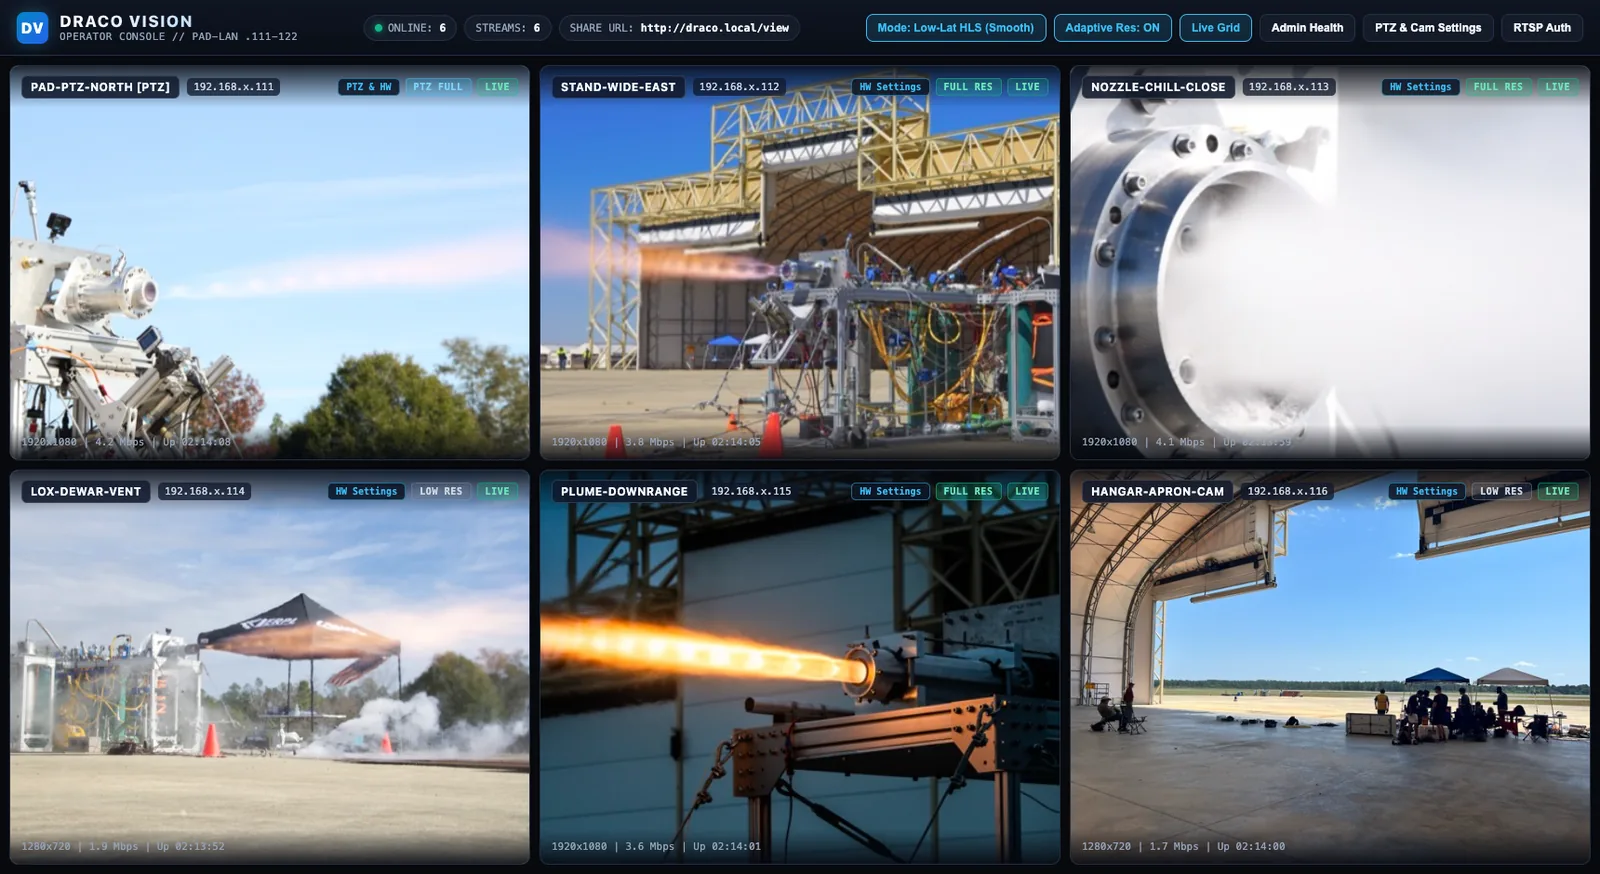 DV
DRACO VISION
OPERATOR CONSOLE // PAD-LAN .111-122
ONLINE: 6
STREAMS: 6
SHARE URL: http://draco.local/view
Mode: Low-Lat HLS (Smooth)
Adaptive Res: ON
Live Grid
Admin Health
PTZ & Cam Settings
RTSP Auth
PAD-PTZ-NORTH [PTZ]
192.168.x.111
PTZ & HW
PTZ FULL
LIVE
1920x1080 | 4.2 Mbps | Up 02:14:08
STAND-WIDE-EAST
192.168.x.112
HW Settings
FULL RES
LIVE
1920x1080 | 3.8 Mbps | Up 02:14:05
NOZZLE-CHILL-CLOSE
192.168.x.113
HW Settings
FULL RES
LIVE
1920x1080 | 4.1 Mbps | Up 02:13:59
LOX-DEWAR-VENT
192.168.x.114
HW Settings
LOW RES
LIVE
1280x720 | 1.9 Mbps | Up 02:13:52
PLUME-DOWNRANGE
192.168.x.115
HW Settings
FULL RES
LIVE
1920x1080 | 3.6 Mbps | Up 02:14:01
HANGAR-APRON-CAM
192.168.x.116
HW Settings
LOW RES
LIVE
1280x720 | 1.7 Mbps | Up 02:14:00